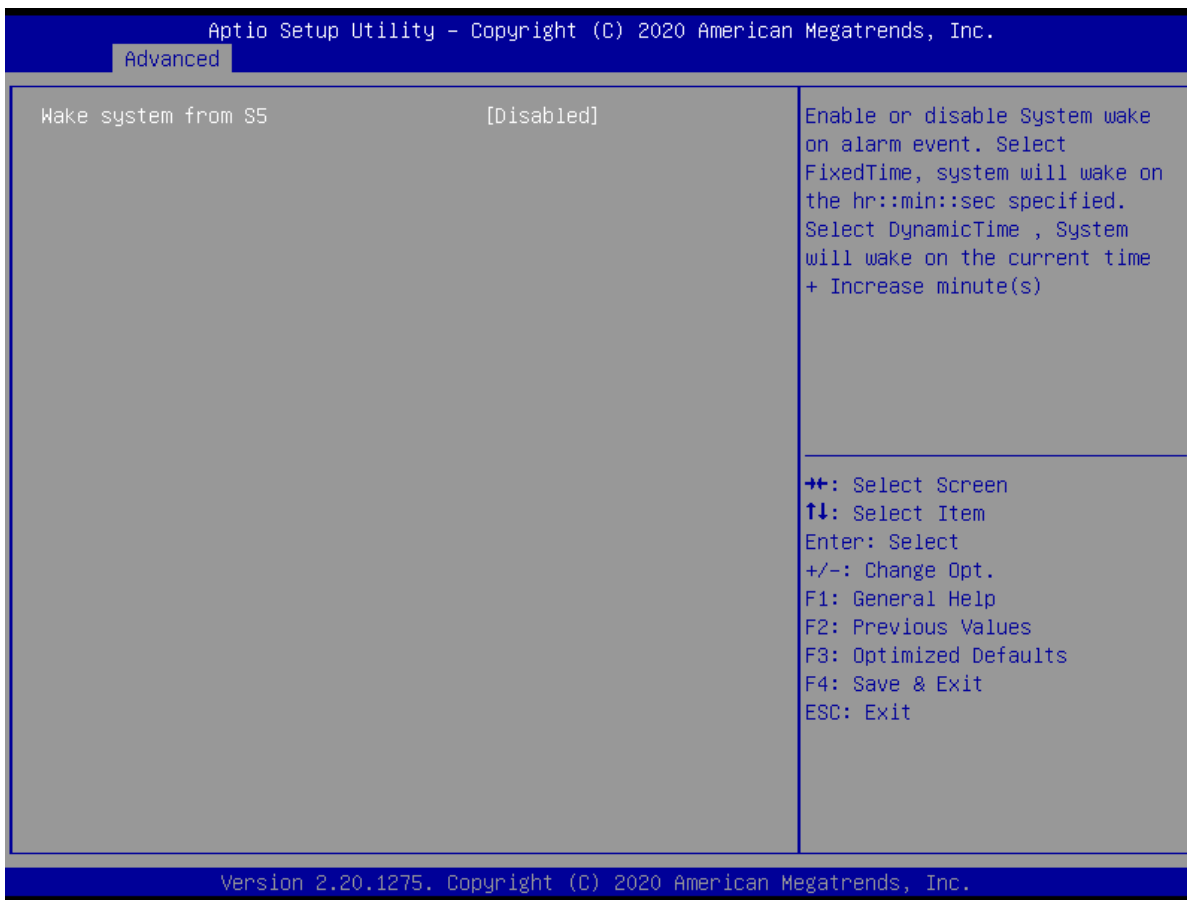 Aptio Setup Utility – Copyright (C) 2020 American Megatrends, Inc.
Advanced
Wake system from S5 [Disabled]
Enable or disable System wake
on alarm event. Select
FixedTime, system will wake on
the hr::min::sec specified.
Select DynamicTime , System
will wake on the current time
+ Increase minute(s)
→←: Select Screen
↑↓: Select Item
Enter: Select
+/-: Change Opt.
F1: General Help
F2: Previous Values
F3: Optimized Defaults
F4: Save & Exit
ESC: Exit
Version 2.20.1275. Copyright (C) 2020 American Megatrends, Inc.